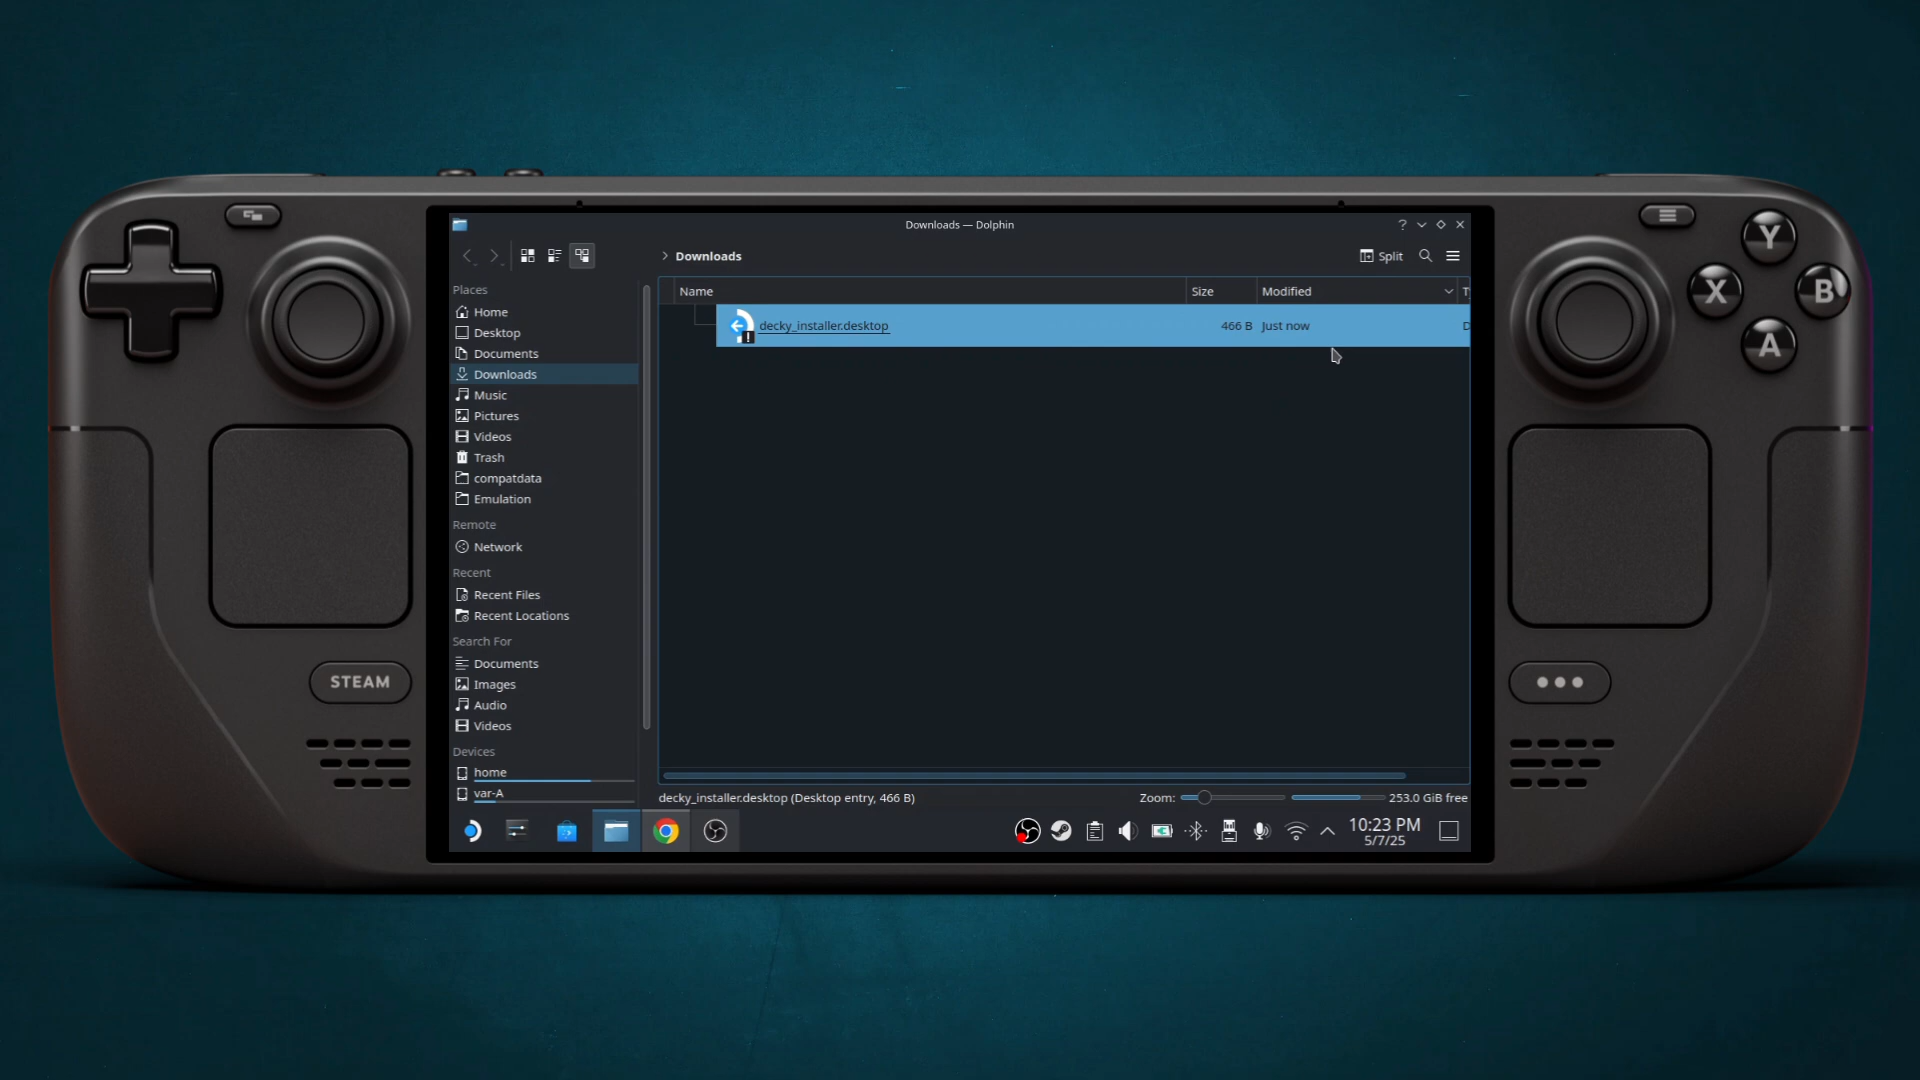 Downloads — Dolphin
Downloads
Split
Places
Home
Desktop
Documents
Downloads
Music
Pictures
Videos
Trash
compatdata
Emulation
Remote
Network
Recent
Recent Files
Recent Locations
Search For
Documents
Images
Audio
Videos
Devices
home
var-A
Name Size Modified T
decky_installer.desktop 466 B Just now D
decky_installer.desktop (Desktop entry, 466 B) Zoom: 253.0 GiB free
10:23 PM
5/7/25
STEAM
Y
X
B
A